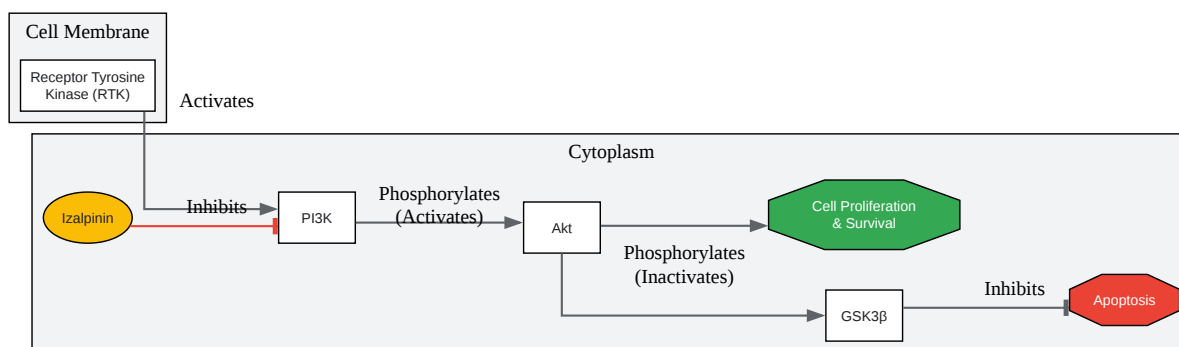 Cell Membrane
Receptor Tyrosine
Kinase (RTK)
Activates
Cytoplasm
Izalpinin
Inhibits
PI3K
Phosphorylates
(Activates)
Akt
Cell Proliferation
& Survival
Phosphorylates
(Inactivates)
GSK3β
Inhibits
Apoptosis